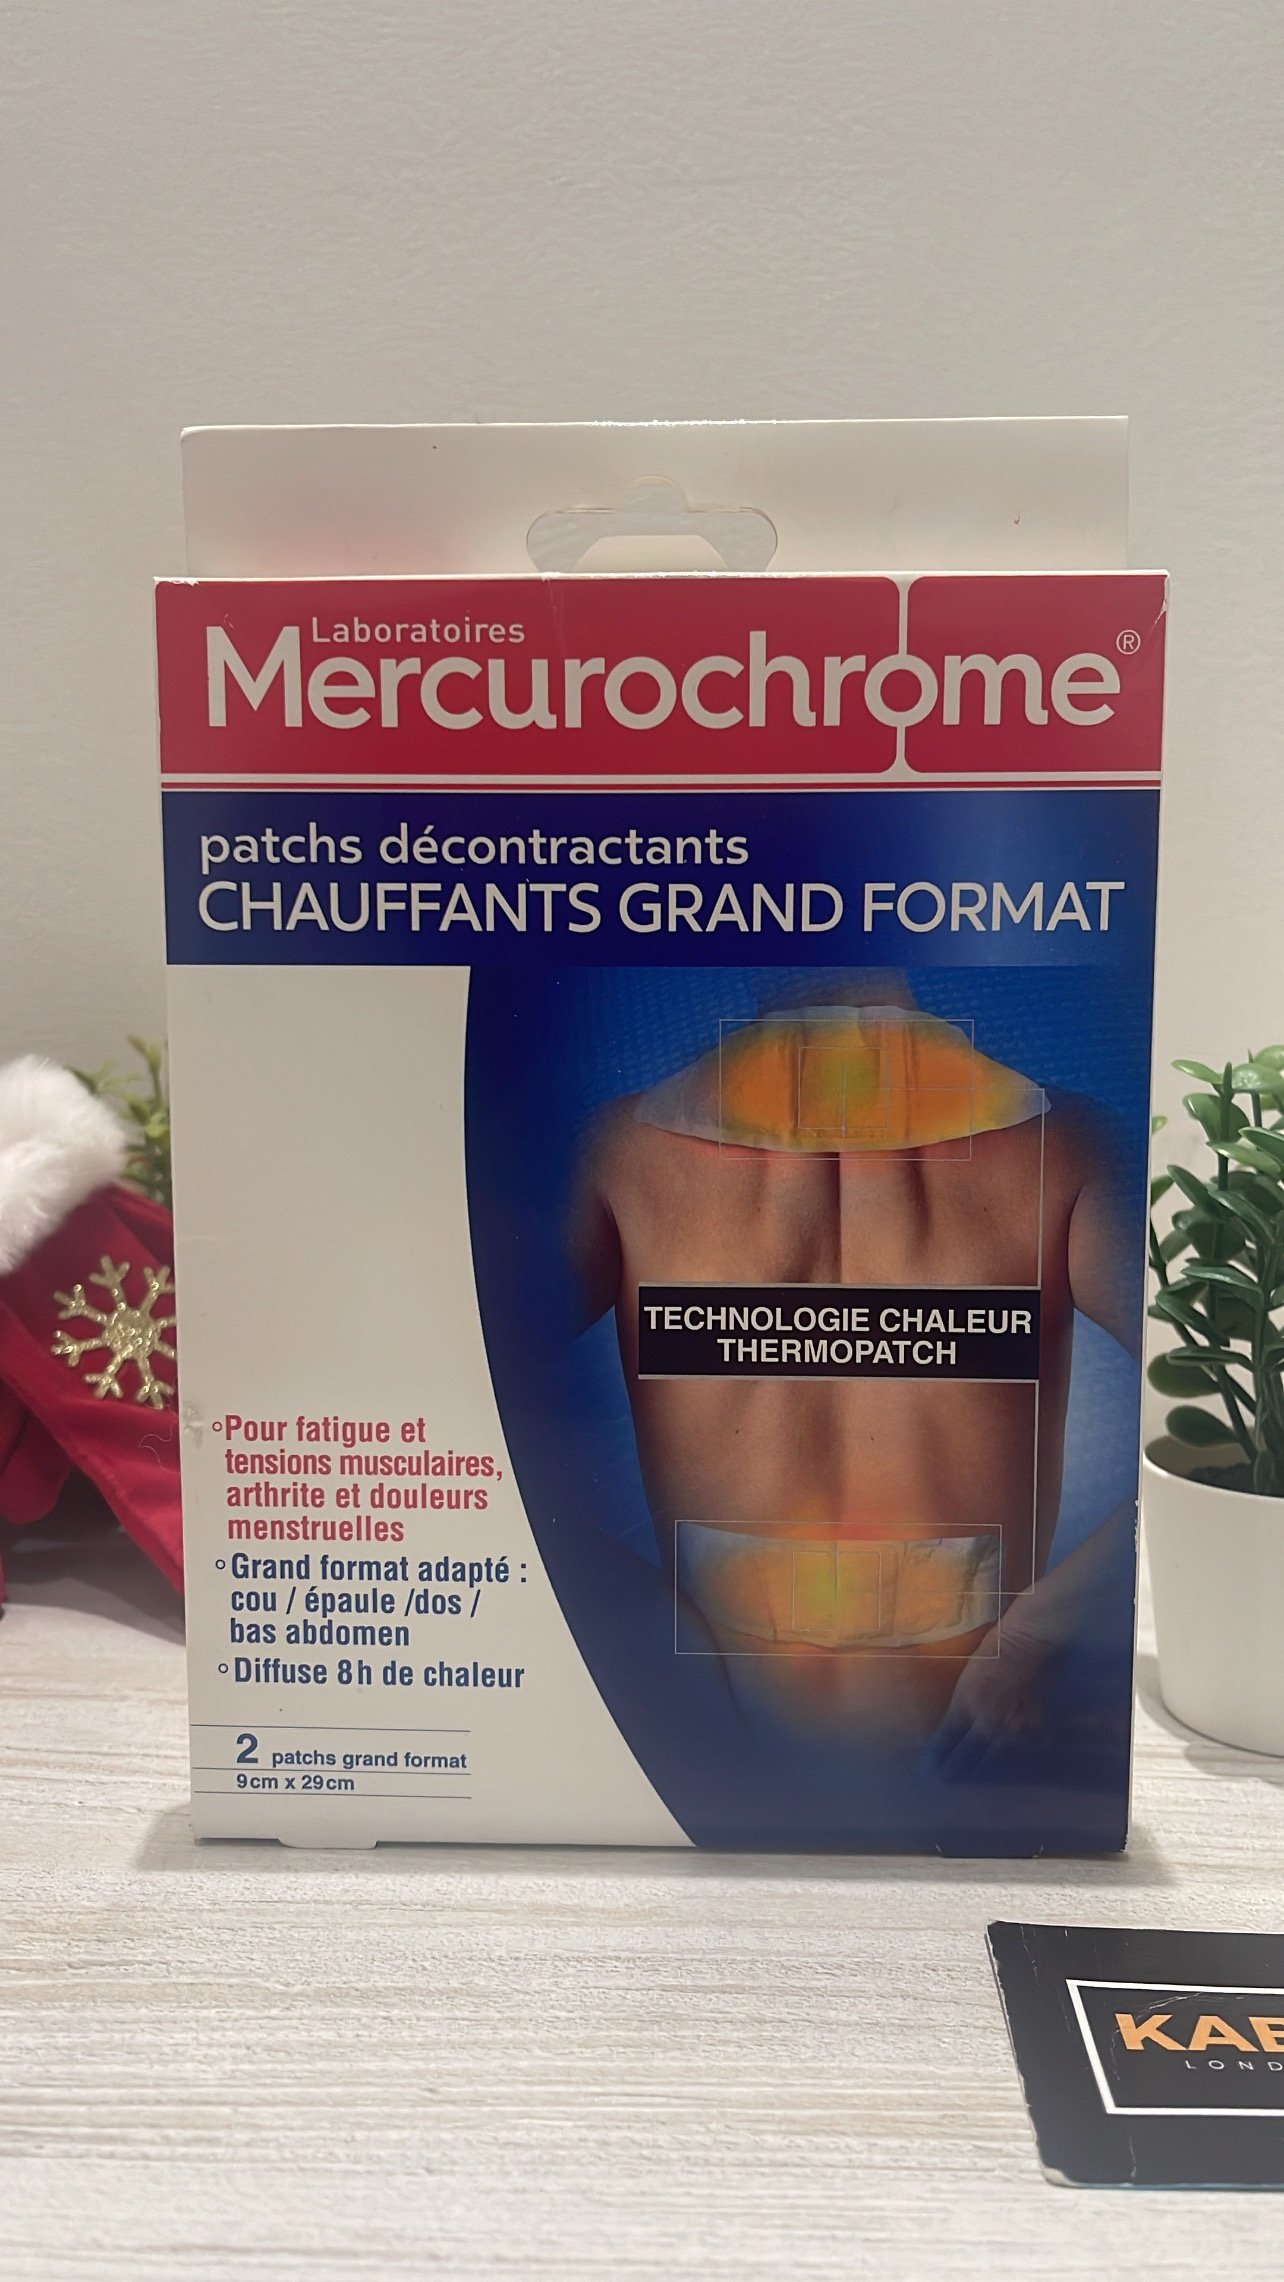 Laboratoires
Mercurochrome®
patchs décontractants
CHAUFFANTS GRAND FORMAT
TECHNOLOGIE CHALEUR
THERMOPATCH
°Pour fatigue et
tensions musculaires,
arthrite et douleurs
menstruelles
°Grand format adapté :
cou / épaule /dos /
bas abdomen
°Diffuse 8h de chaleur
2 patchs grand format
9cm x 29cm